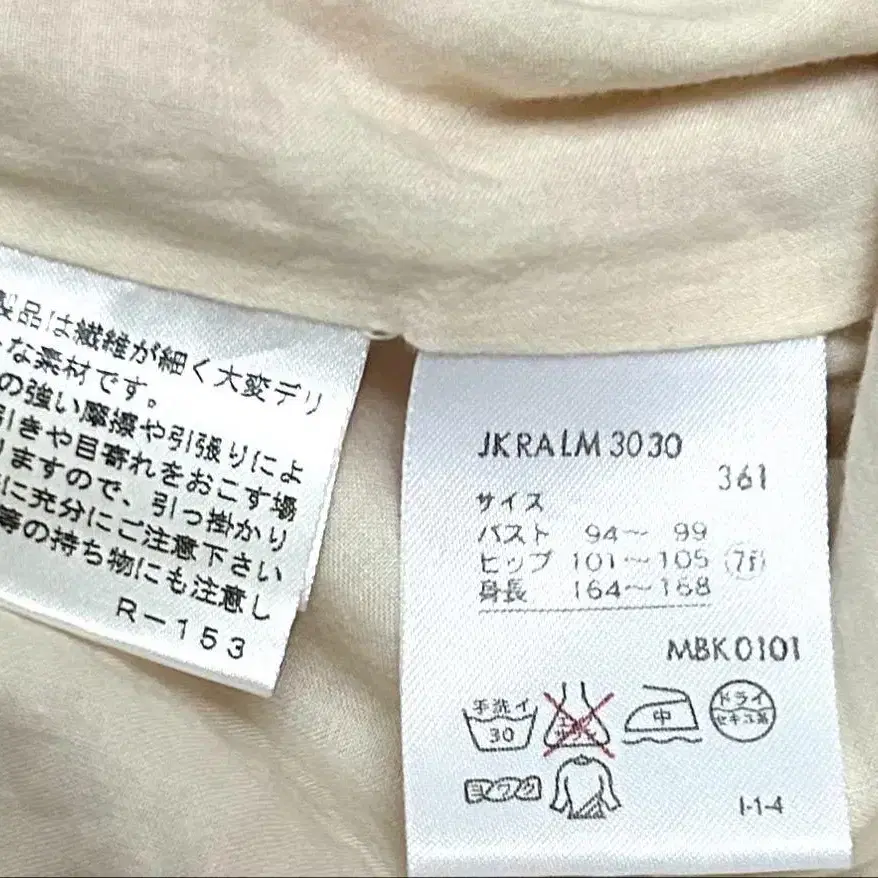 製品は繊維が細く大変デリ
な素材です。
の強い摩擦や引張りによ
引きや目寄れをおこす場
りますので、引っ掛かり
に充分にご注意下さい
等の持ち物にも注意し
R-153
JKRALM3030
361
サイズ
バスト 94~ 99
ヒップ 101~105
身長 164~168
MBK0101
手洗イ
30
中
ドライ
セキユ系
ヨワク
I-1-4